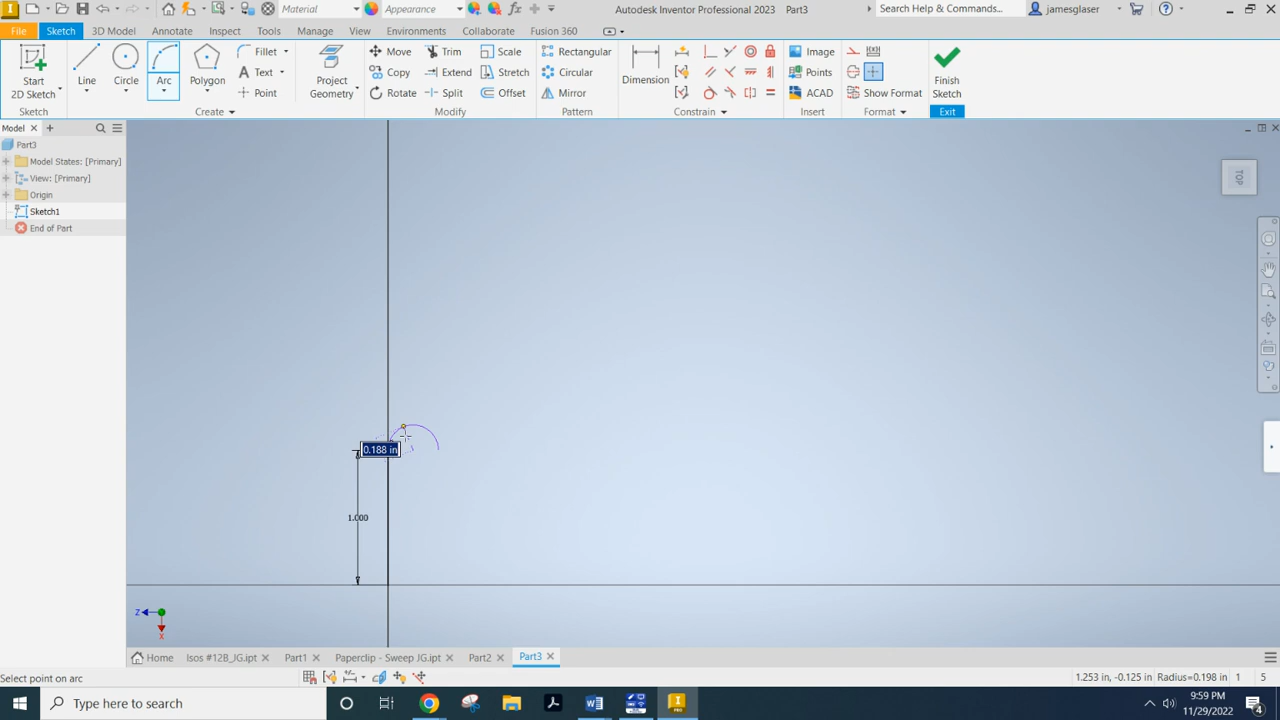 Material
Appearance
Autodesk Inventor Professional 2023 Part3
Search Help & Commands...
jamesglaser
File
Sketch
3D Model
Annotate
Inspect
Tools
Manage
View
Environments
Collaborate
Fusion 360
Start
2D Sketch
Line
Circle
Arc
Polygon
Fillet
Text
Point
Project
Geometry
Move
Copy
Rotate
Trim
Extend
Split
Scale
Stretch
Offset
Rectangular
Circular
Mirror
Dimension
Image
Points
ACAD
Show Format
Finish
Sketch
Sketch
Create
Modify
Pattern
Constrain
Insert
Format
Exit
Model
Part3
Model States: [Primary]
View: [Primary]
Origin
Sketch1
End of Part
TOP
0.188 in
1.000
Z
X
Home
Isos #12B_JG.ipt
Part1
Paperclip - Sweep JG.ipt
Part2
Part3
Select point on arc
1.253 in, -0.125 in Radius=0.198 in 1 5
Type here to search
9:59 PM
11/29/2022
4